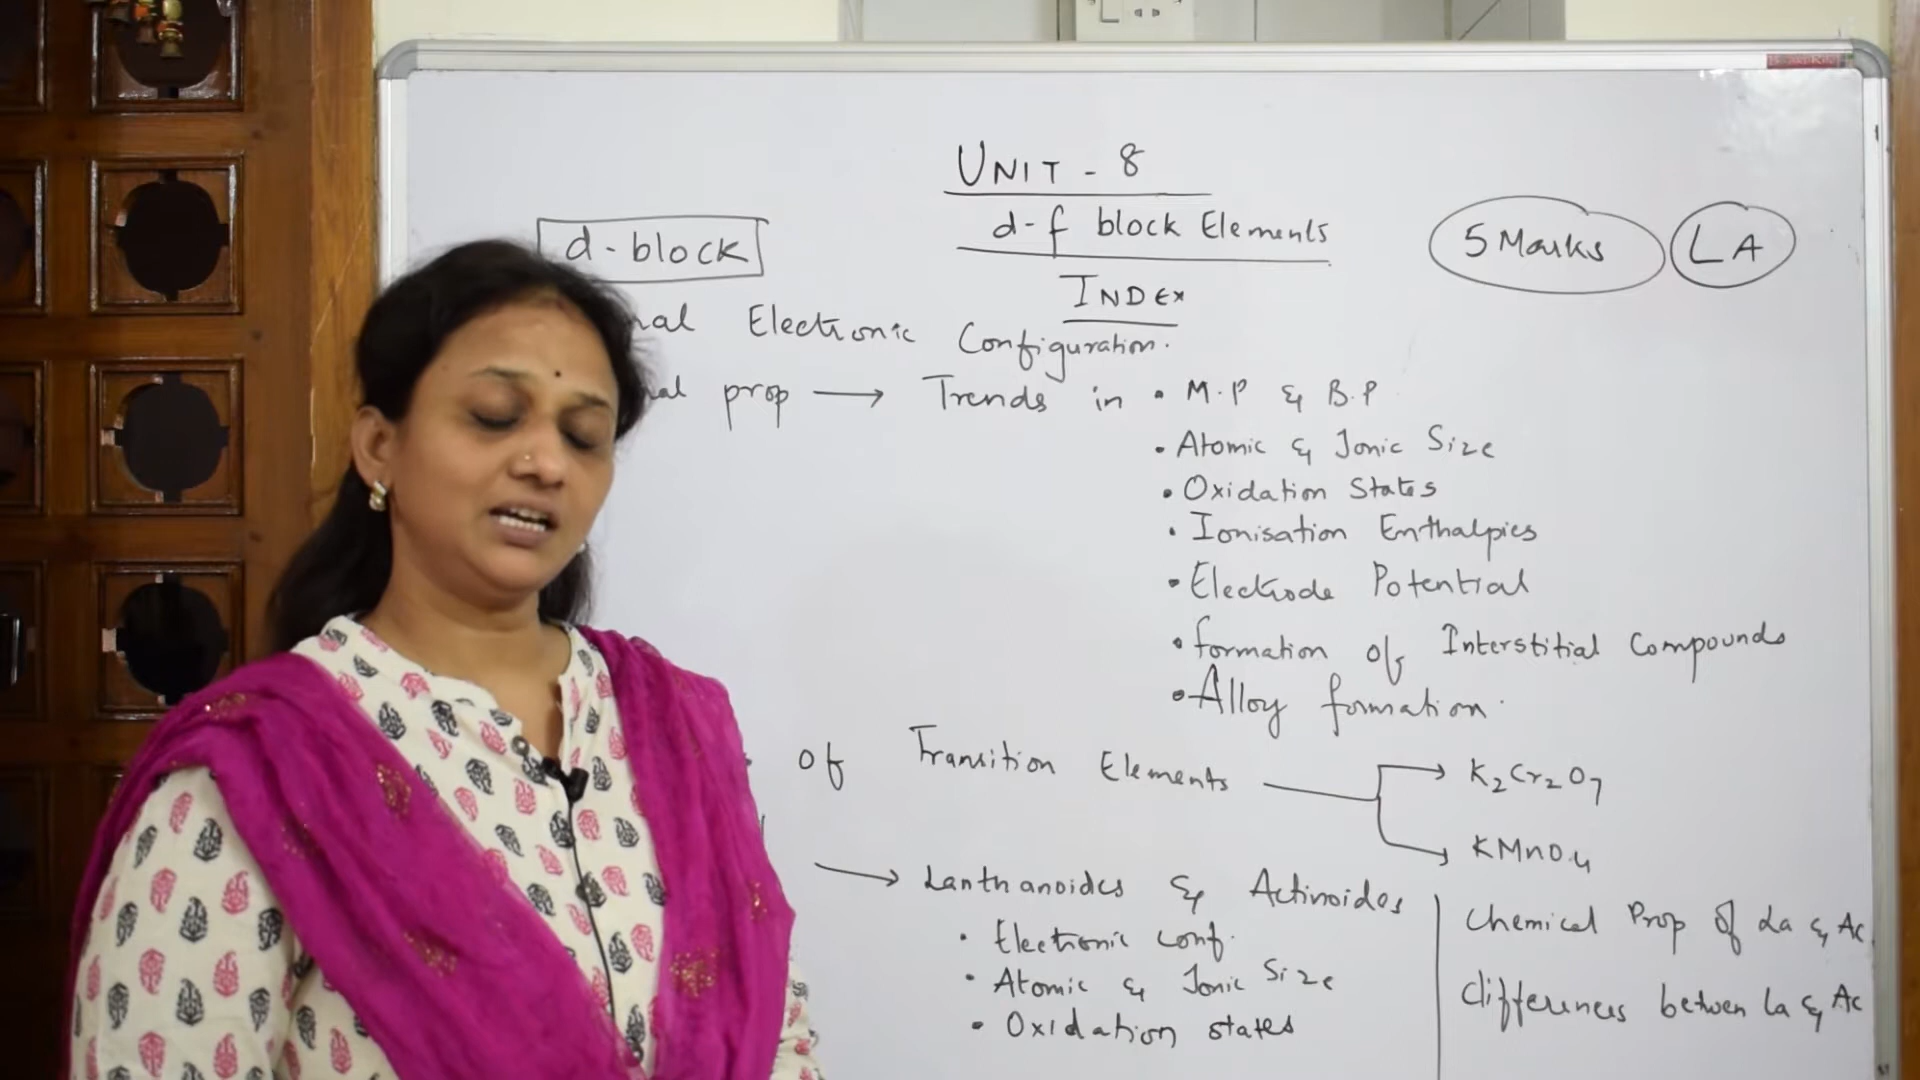 UNIT - 8
d-f block Elements
5 Marks LA
d-block
INDEX
Electronic Configuration.
prop → Trends in • M.P & B.P
• Atomic & Ionic Size
• Oxidation States
• Ionisation Enthalpies
• Electrode Potential
• formation of Interstitial Compounds
• Alloy formation.
of Transition Elements → K₂Cr₂O₇
→ KMnO₄
→ Lanthanoides & Actinoides
• Electronic conf.
• Atomic & Ionic Size
• Oxidation states
Chemical Prop of La & Ac.
differences betwen La & Ac